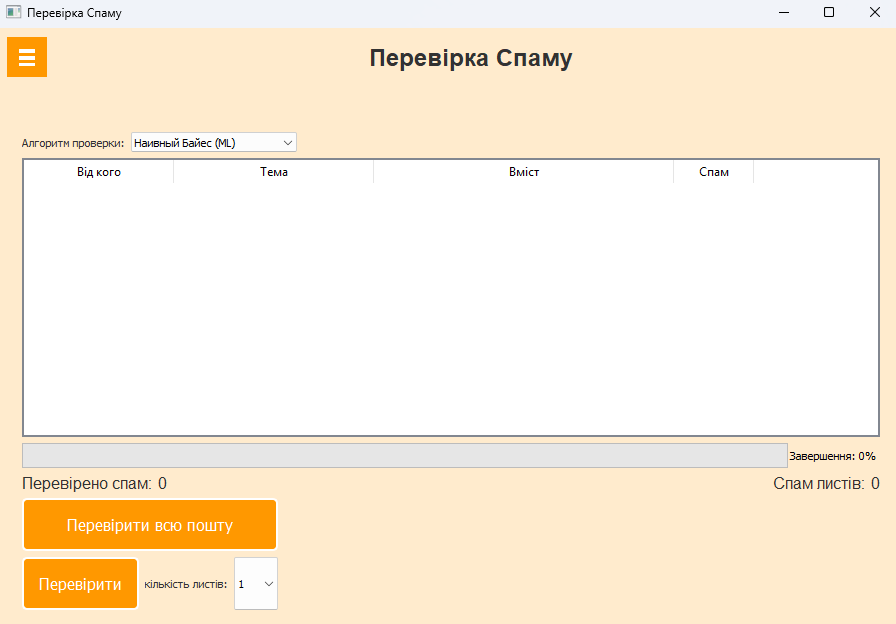 Перевірка Спаму
Перевірка Спаму
Алгоритм проверки: Наивный Байес (ML)
Від кого Тема Вміст Спам
Завершення: 0%
Перевірено спам: 0 Спам листів: 0
Перевірити всю пошту
Перевірити кількість листів: 1